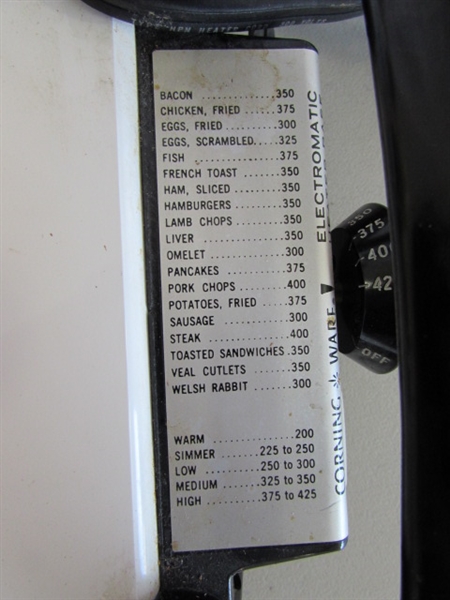 BACON ..............350
CHICKEN, FRIED ......375
EGGS, FRIED ..........300
EGGS, SCRAMBLED.....325
FISH ................375
FRENCH TOAST ........350
HAM, SLICED .........350
HAMBURGERS ..........350
LAMB CHOPS ..........350
LIVER ...............350
OMELET ..............300
PANCAKES ............375
PORK CHOPS ..........400
POTATOES, FRIED .....375
SAUSAGE .............300
STEAK ...............400
TOASTED SANDWICHES .350
VEAL CUTLETS ........350
WELSH RABBIT ........300
WARM ................200
SIMMER ........225 to 250
LOW ...........250 to 300
MEDIUM ........325 to 350
HIGH ..........375 to 425
CORNING WARE
ELECTROMATIC
350
375
40
42
OFF